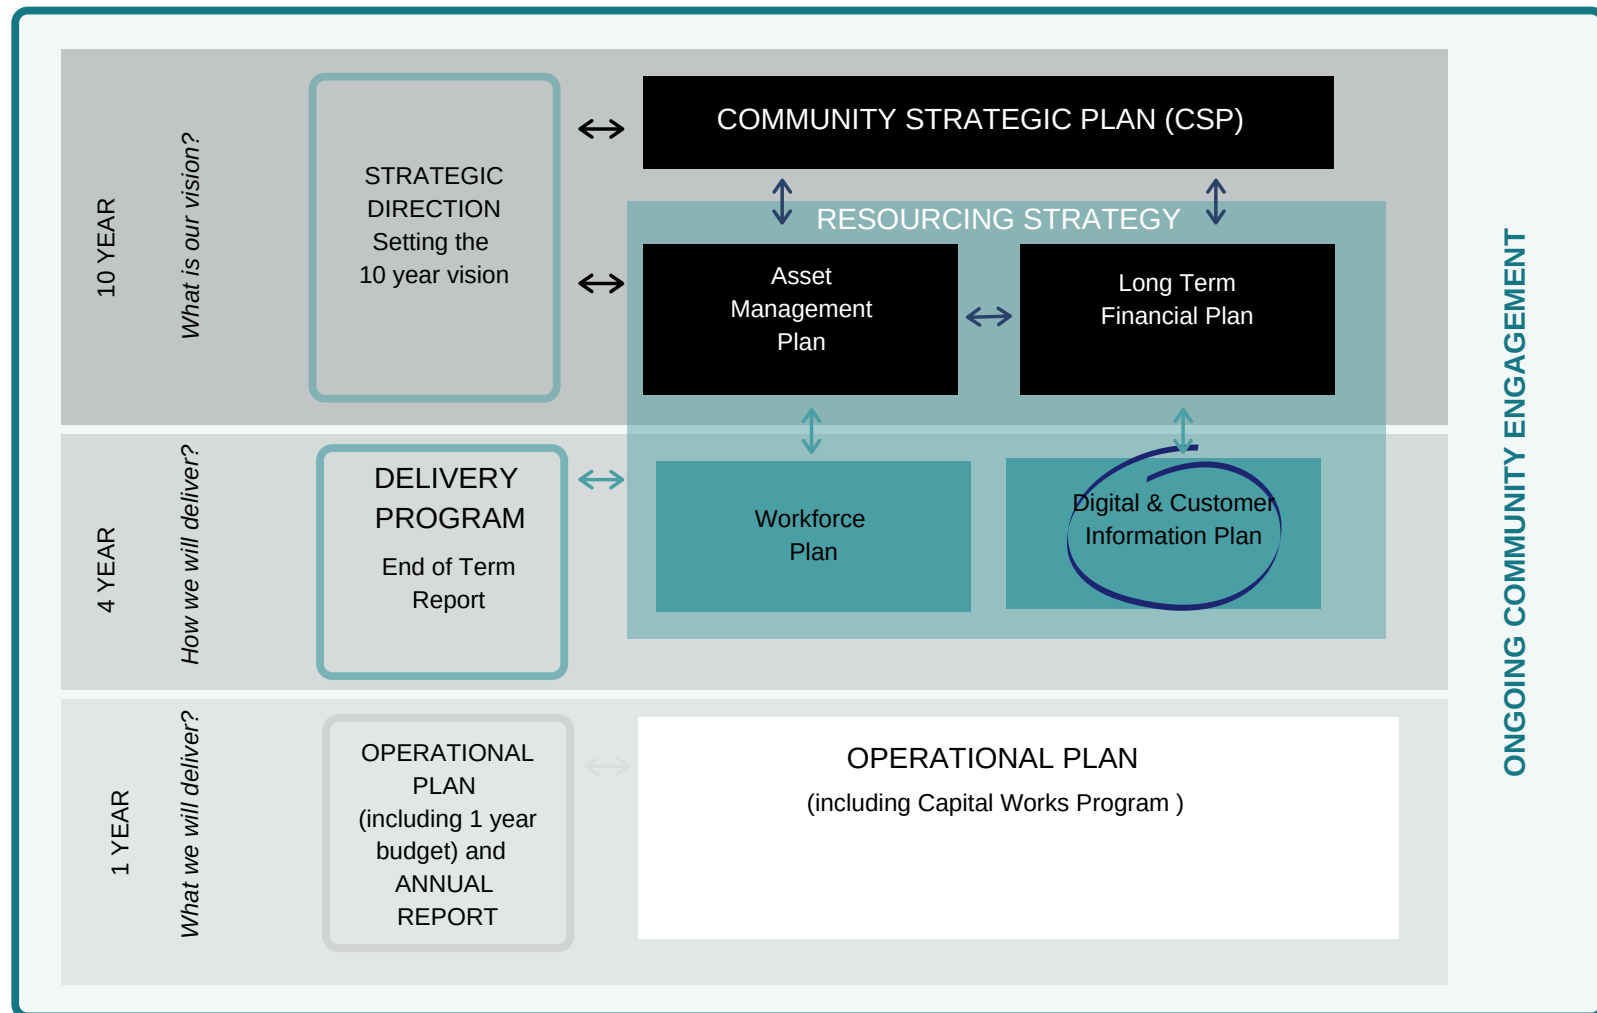 10 YEAR
What is our vision?
STRATEGIC
DIRECTION
Setting the
10 year vision
COMMUNITY STRATEGIC PLAN (CSP)
RESOURCING STRATEGY
Asset
Management
Plan
Long Term
Financial Plan
4 YEAR
How we will deliver?
DELIVERY
PROGRAM
End of Term
Report
Workforce
Plan
Digital & Customer
Information Plan
1 YEAR
What we will deliver?
OPERATIONAL
PLAN
(including 1 year
budget) and
ANNUAL
REPORT
OPERATIONAL PLAN
(including Capital Works Program )
ONGOING COMMUNITY ENGAGEMENT